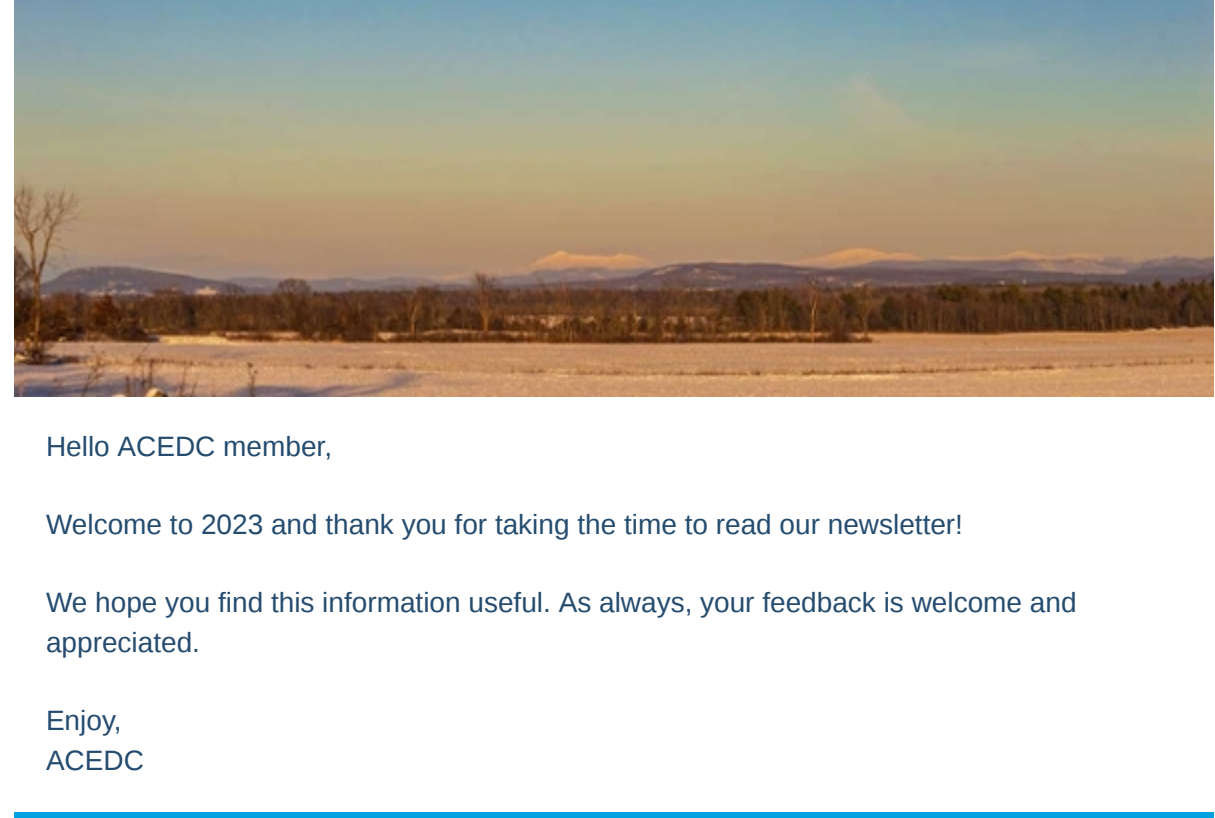 Hello ACEDC member,
Welcome to 2023 and thank you for taking the time to read our newsletter!
We hope you find this information useful. As always, your feedback is welcome and
appreciated.
Enjoy,
ACEDC